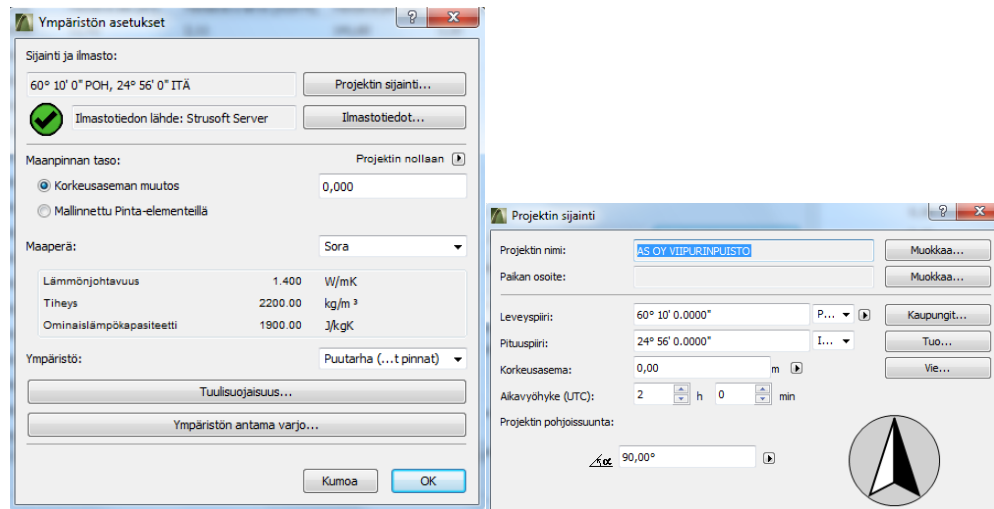 Ympäristön asetukset
Sijainti ja ilmasto:
60° 10' 0" POH, 24° 56' 0" ITÄ
Projektin sijainti...
Ilmastotiedon lähde: Strusoft Server
Ilmastotiedot...
Maanpinnan taso:
Projektin nollaan
Korkeusaseman muutos
0,000
Mallinnettu Pinta-elementeillä
Maaperä:
Sora
Lämmönjohtavuus 1.400 W/mK
Tiheys 2200.00 kg/m³
Ominaislämpökapasiteetti 1900.00 J/kgK
Ympäristö:
Puutarha (...t pinnat)
Tuulisuojaisuus...
Ympäristön antama varjo...
Kumoa
OK
Projektin sijainti
Projektin nimi:
AS OY VIIPURINPUISTO
Muokkaa...
Paikan osoite:
Muokkaa...
Leveyspiiri:
60° 10' 0.0000"
P...
Kaupungit...
Pituuspiiri:
24° 56' 0.0000"
I...
Tuo...
Korkeusasema:
0,00
m
Vie...
Aikavyöhyke (UTC):
2 h 0 min
Projektin pohjoissuunta:
α 90,00°